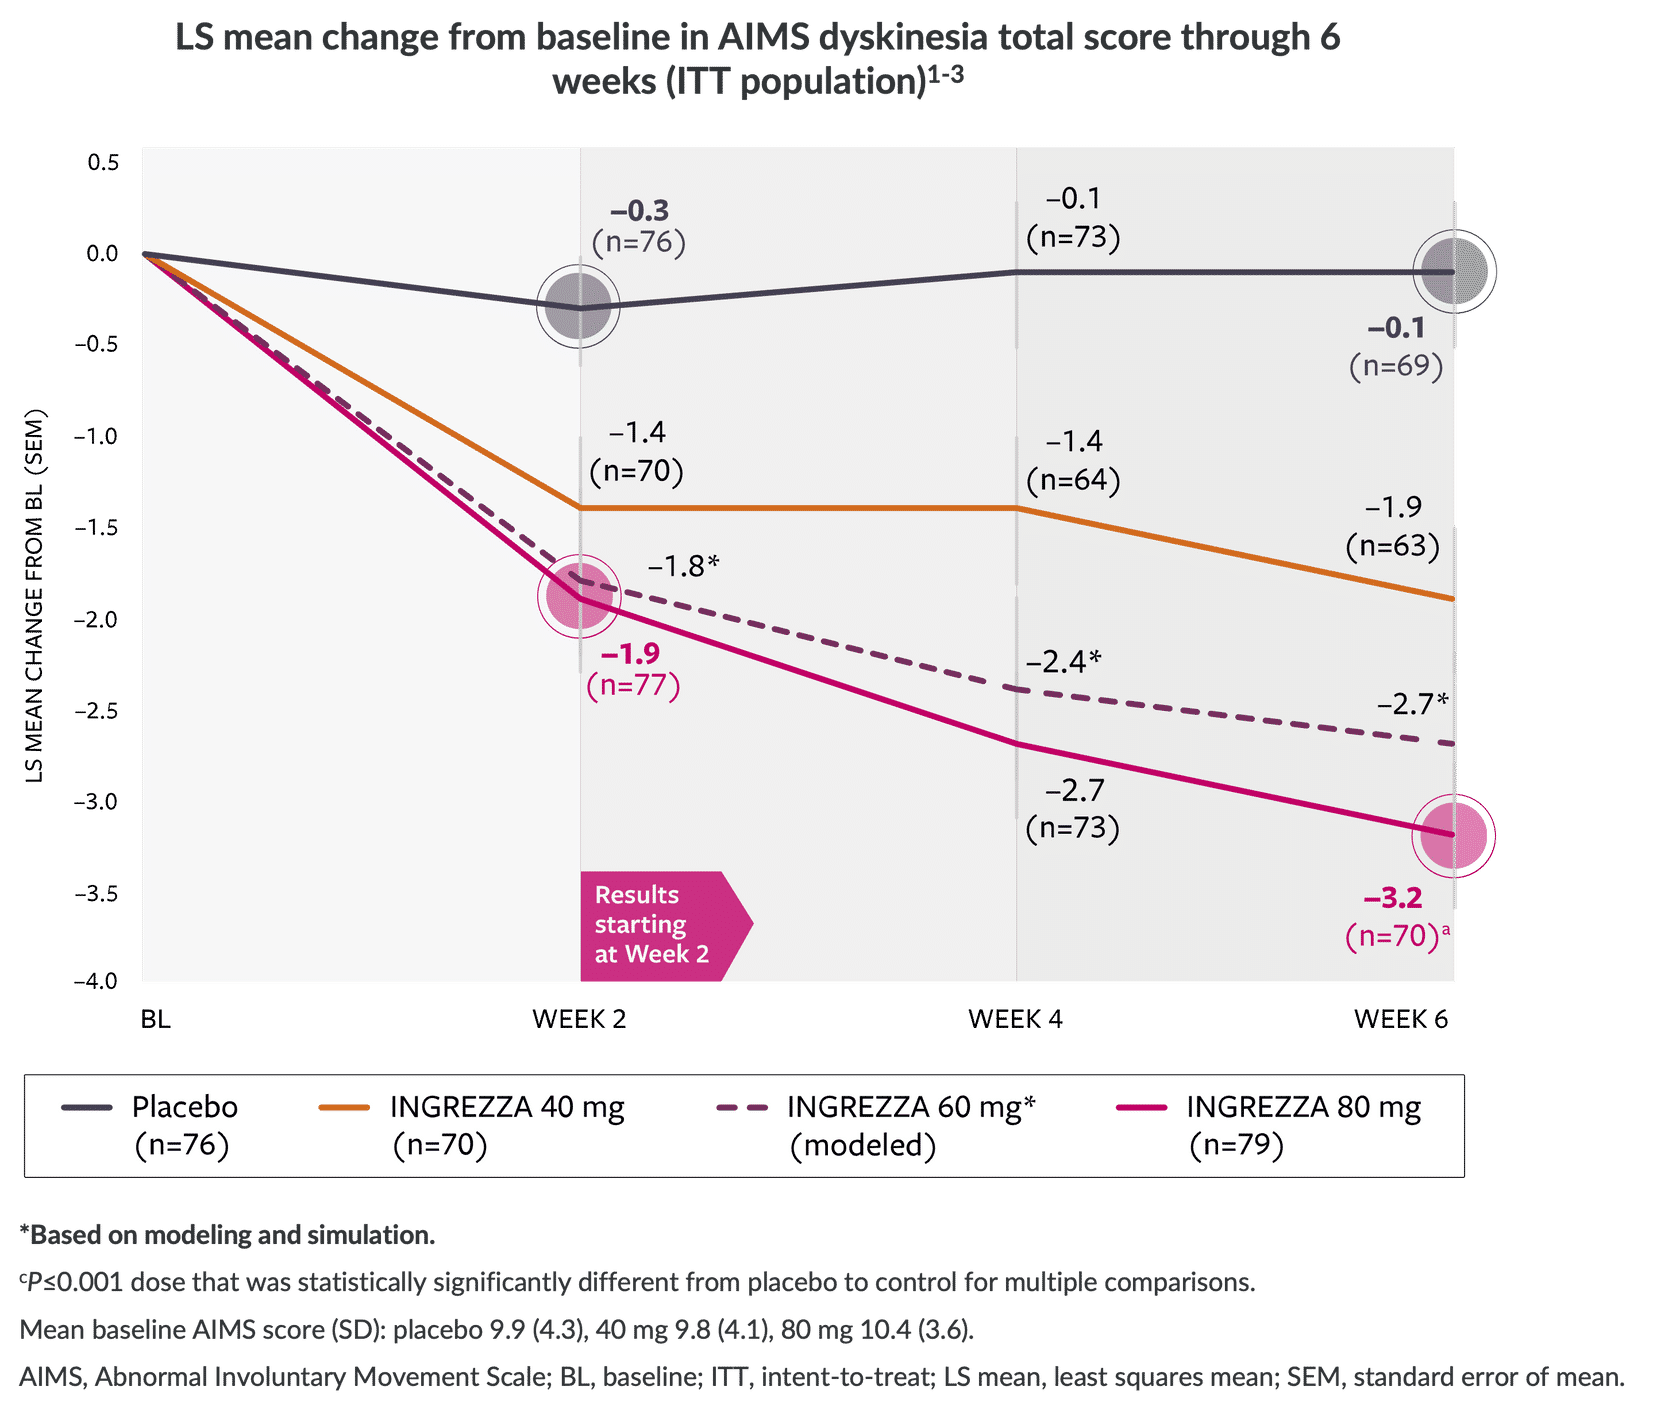 LS mean change from baseline in AIMS dyskinesia total score through 6
weeks (ITT population)¹⁻³
LS MEAN CHANGE FROM BL (SEM)
0.5
0.0
–0.5
–1.0
–1.5
–2.0
–2.5
–3.0
–3.5
–4.0
–0.3
(n=76)
–0.1
(n=73)
–0.1
(n=69)
–1.4
(n=70)
–1.4
(n=64)
–1.9
(n=63)
–1.8*
–2.4*
–2.7*
–1.9
(n=77)
–2.7
(n=73)
–3.2
(n=70)ᵃ
Results
starting
at Week 2
BL
WEEK 2
WEEK 4
WEEK 6
Placebo
(n=76)
INGREZZA 40 mg
(n=70)
INGREZZA 60 mg*
(modeled)
INGREZZA 80 mg
(n=79)
*Based on modeling and simulation.
ᶜP≤0.001 dose that was statistically significantly different from placebo to control for multiple comparisons.
Mean baseline AIMS score (SD): placebo 9.9 (4.3), 40 mg 9.8 (4.1), 80 mg 10.4 (3.6).
AIMS, Abnormal Involuntary Movement Scale; BL, baseline; ITT, intent-to-treat; LS mean, least squares mean; SEM, standard error of mean.